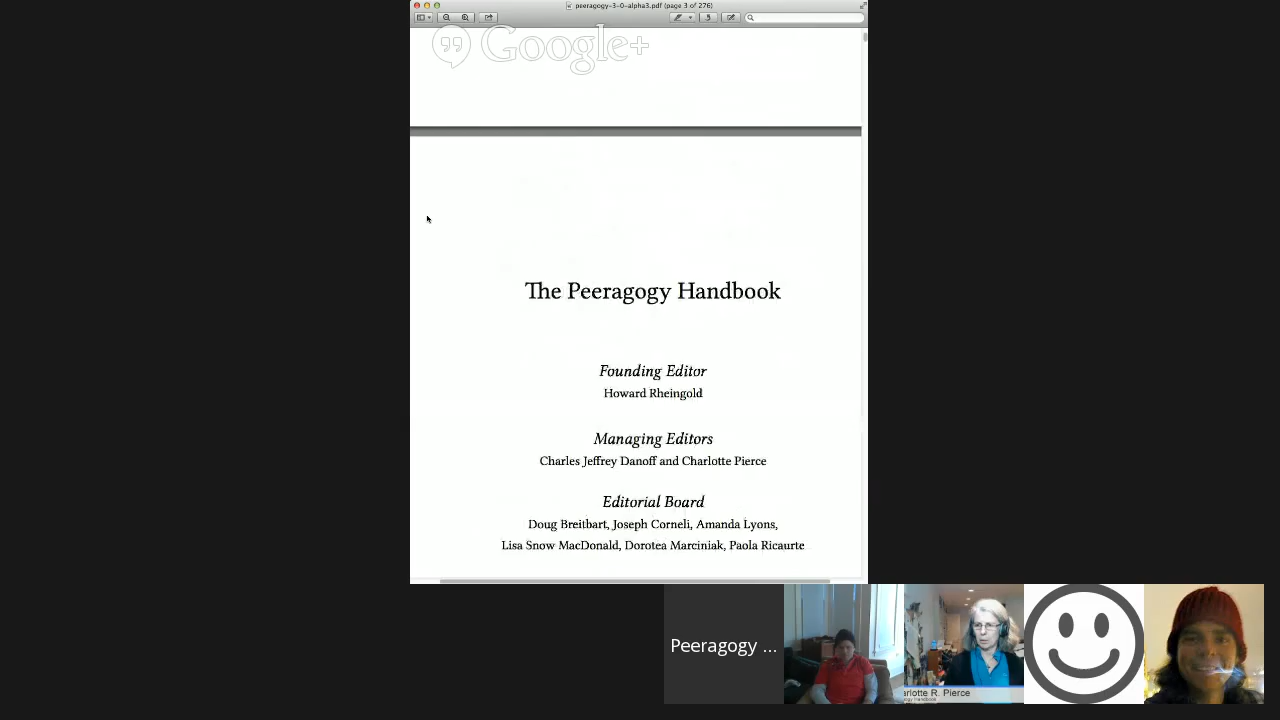 peeragogy-3-0-alpha3.pdf (page 3 of 276)
Google+
The Peeragogy Handbook
Founding Editor
Howard Rheingold
Managing Editors
Charles Jeffrey Danoff and Charlotte Pierce
Editorial Board
Doug Breitbart, Joseph Corneli, Amanda Lyons,
Lisa Snow MacDonald, Dorotea Marciniak, Paola Ricaurte
Peeragogy ...
arlotte R. Pierce
Handbook